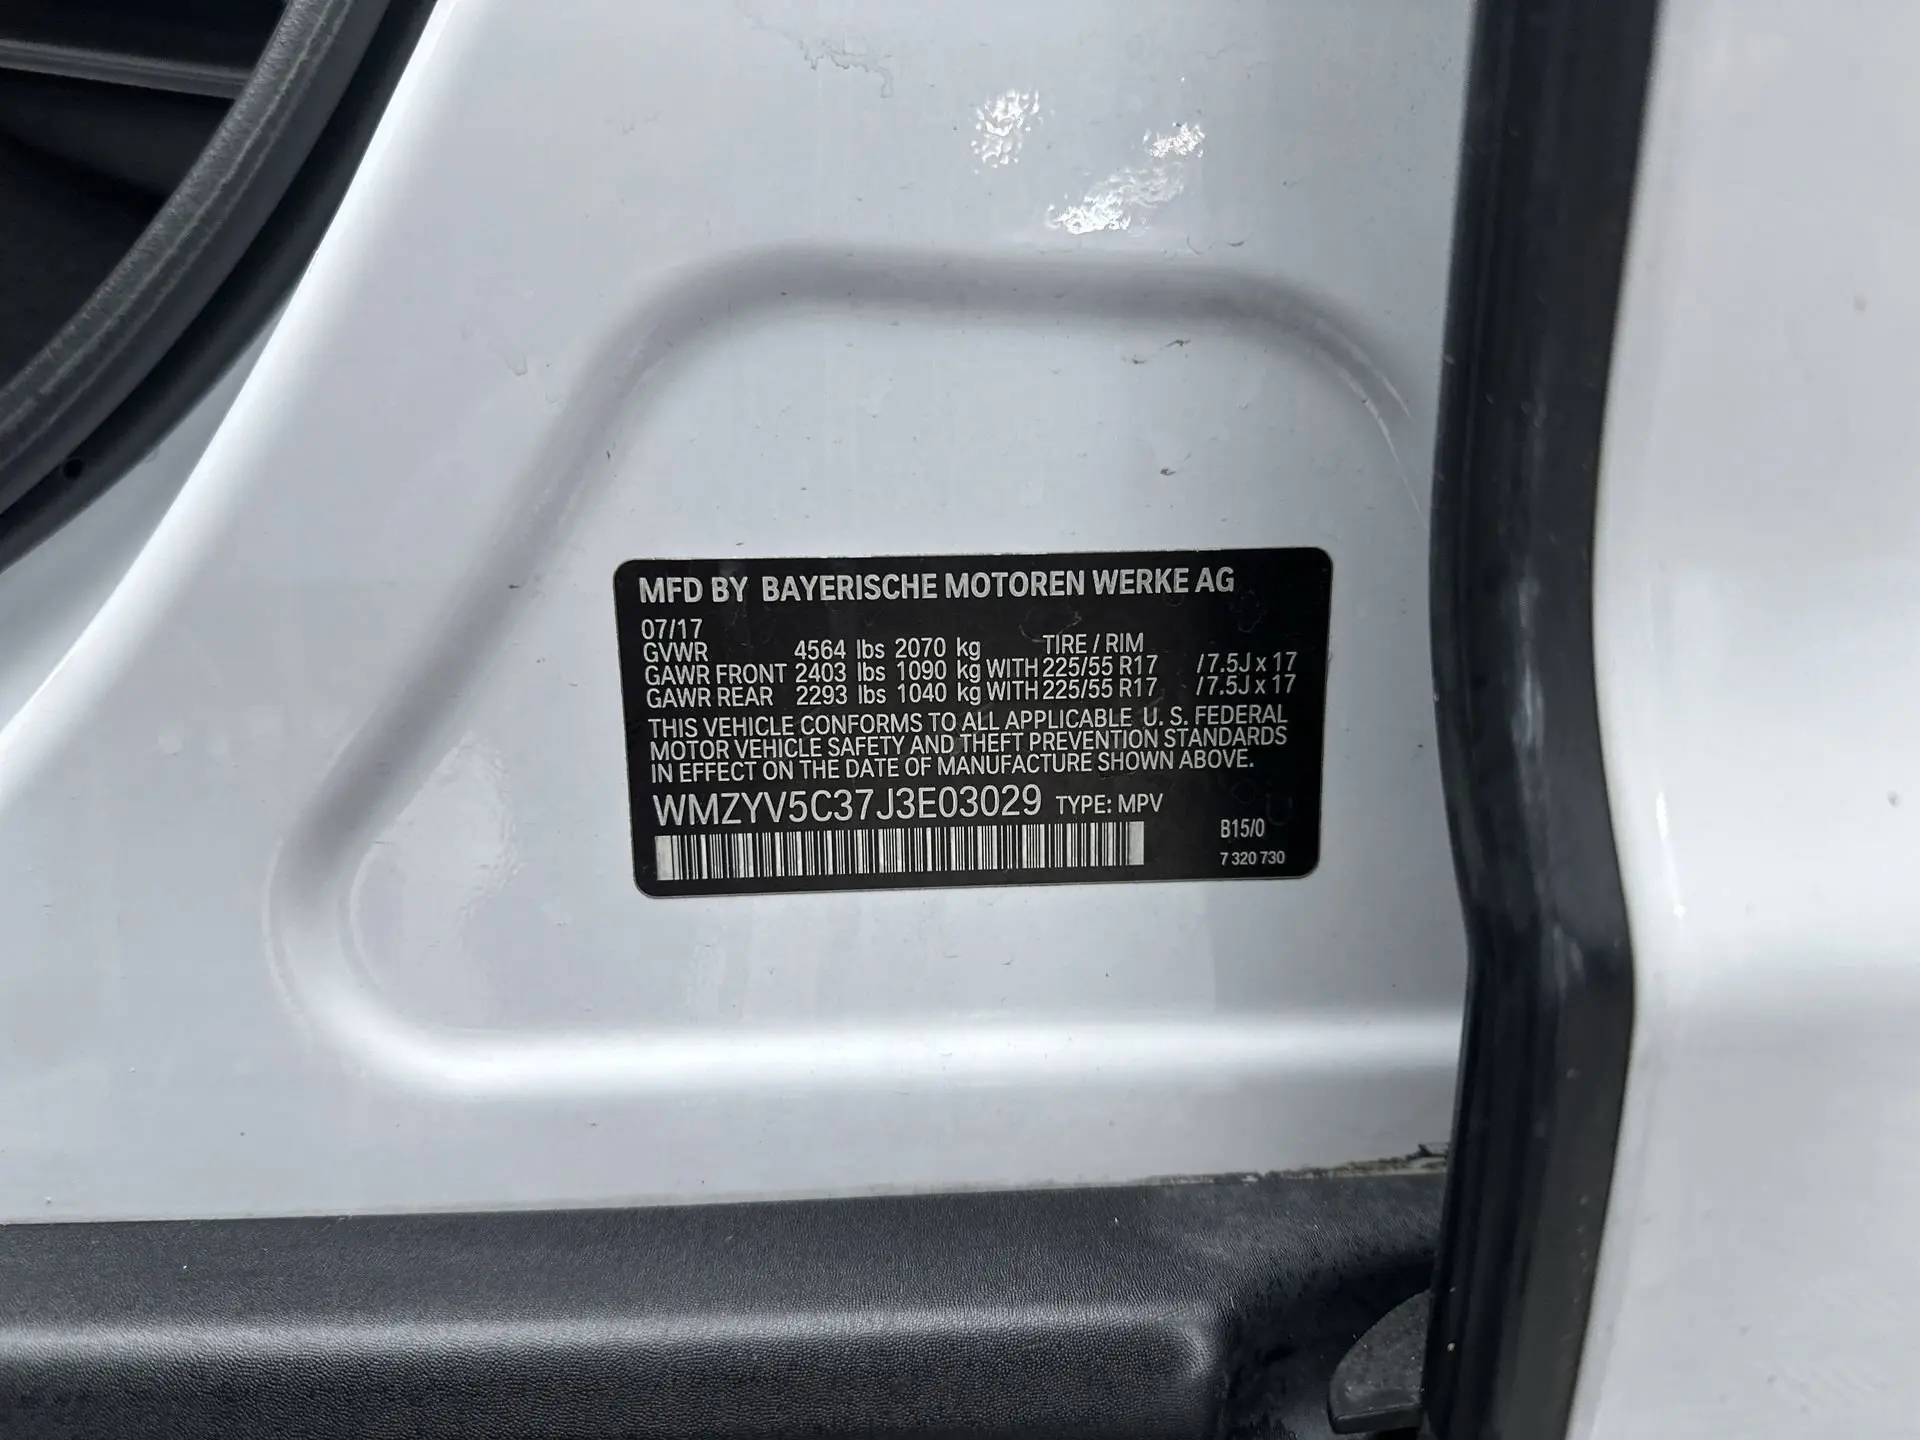 MFD BY BAYERISCHE MOTOREN WERKE AG
07/17
GVWR 4564 lbs 2070 kg TIRE / RIM
GAWR FRONT 2403 lbs 1090 kg WITH 225/55 R17 /7.5J x 17
GAWR REAR 2293 lbs 1040 kg WITH 225/55 R17 /7.5J x 17
THIS VEHICLE CONFORMS TO ALL APPLICABLE U. S. FEDERAL
MOTOR VEHICLE SAFETY AND THEFT PREVENTION STANDARDS
IN EFFECT ON THE DATE OF MANUFACTURE SHOWN ABOVE.
WMZYV5C37J3E03029 TYPE: MPV
B15/0
7 320 730